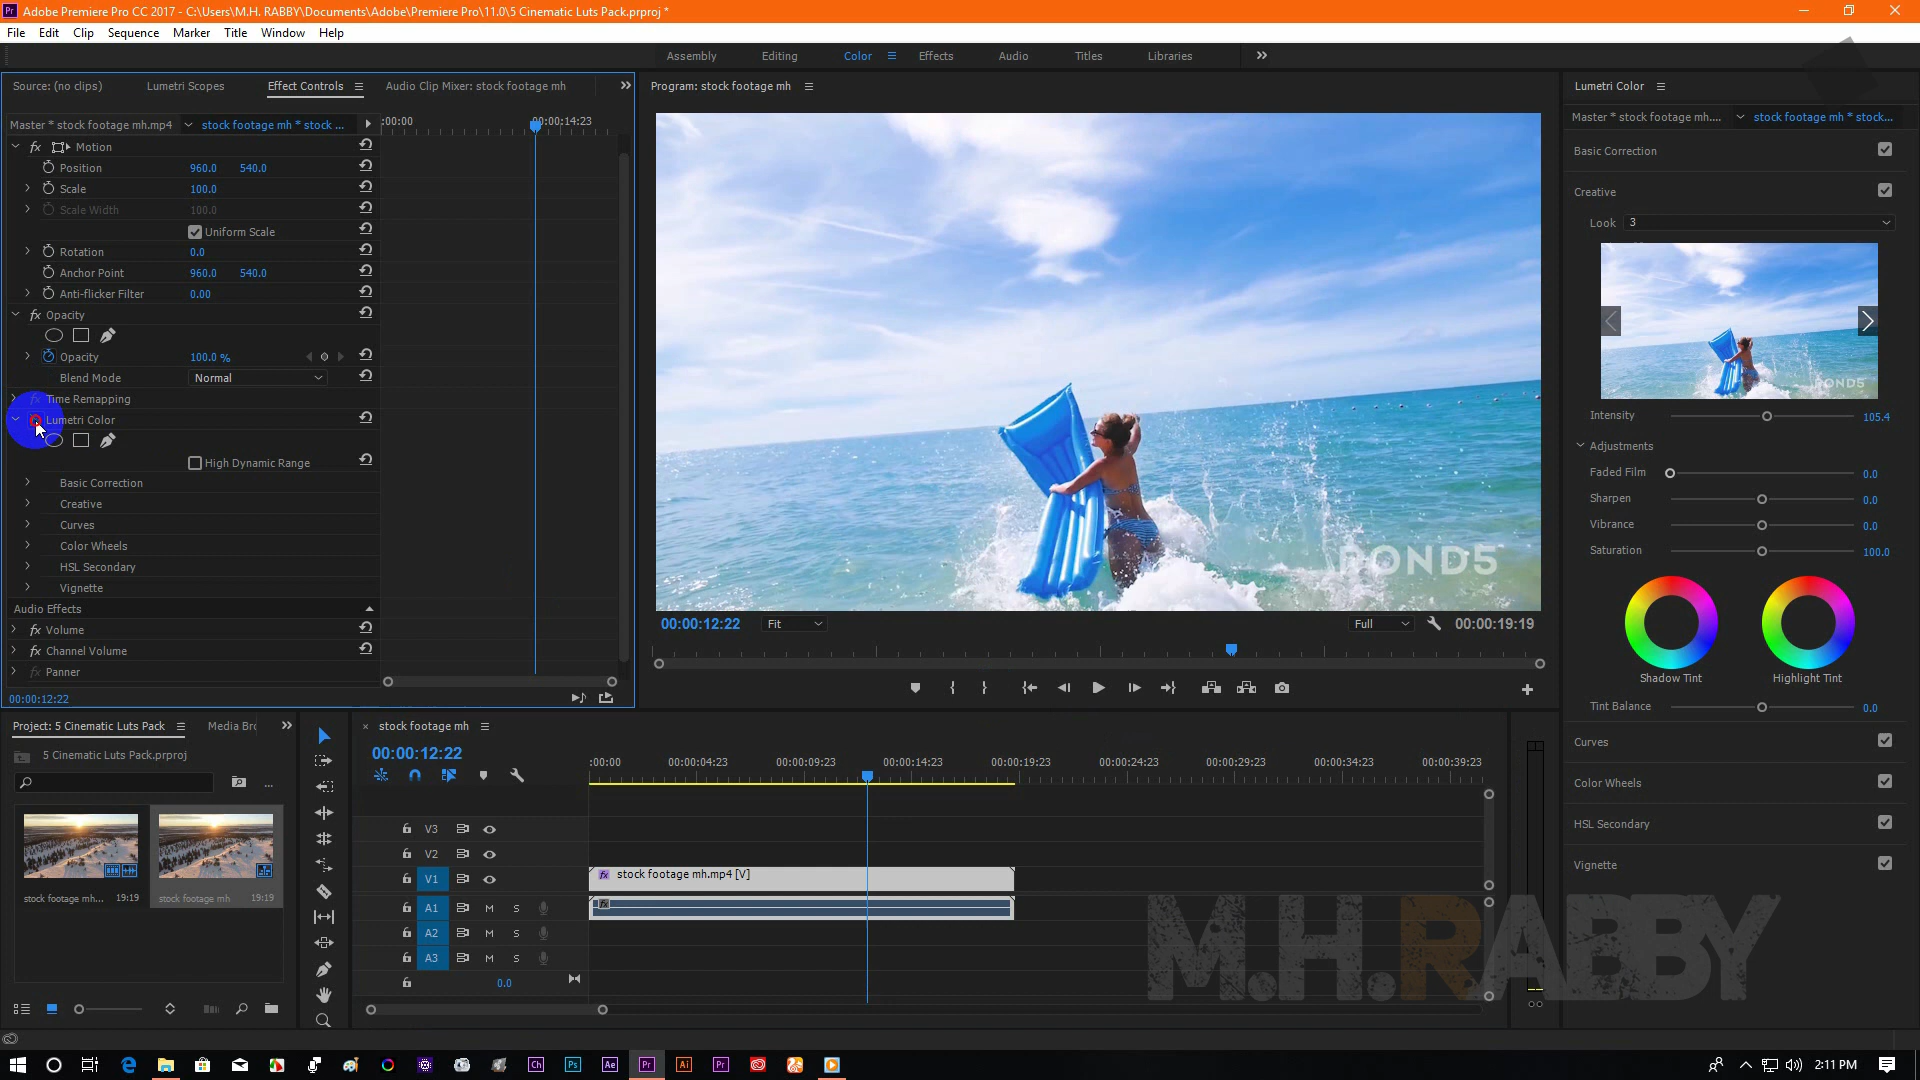 Adobe Premiere Pro CC 2017 - C:\Users\M.H. RABBY\Documents\Adobe\Premiere Pro\11.0\5 Cinematic Luts Pack.prproj *
File Edit Clip Sequence Marker Title Window Help
Assembly Editing Color Effects Audio Titles Libraries
Source: (no clips) Lumetri Scopes Effect Controls Audio Clip Mixer: stock footage mh
Master * stock footage mh.mp4 stock footage mh * stock ...
:00:00 00:00:14:23
fx Motion
Position 960.0 540.0
Scale 100.0
Scale Width 100.0
Uniform Scale
Rotation 0.0
Anchor Point 960.0 540.0
Anti-flicker Filter 0.00
fx Opacity
Opacity 100.0 %
Blend Mode Normal
fx Time Remapping
Lumetri Color
High Dynamic Range
Basic Correction
Creative
Curves
Color Wheels
HSL Secondary
Vignette
Audio Effects
fx Volume
fx Channel Volume
fx Panner
00:00:12:22
Program: stock footage mh
POND5
00:00:12:22 Fit Full 00:00:19:19
Lumetri Color
Master * stock footage mh.... stock footage mh * stock...
Basic Correction
Creative
Look 3
POND5
Intensity 105.4
Adjustments
Faded Film 0.0
Sharpen 0.0
Vibrance 0.0
Saturation 100.0
Shadow Tint Highlight Tint
Tint Balance 0.0
Curves
Color Wheels
HSL Secondary
Vignette
Project: 5 Cinematic Luts Pack Media Bro
5 Cinematic Luts Pack.prproj
stock footage mh... 19:19 stock footage mh 19:19
stock footage mh
00:00:12:22
:00:00 00:00:04:23 00:00:09:23 00:00:14:23 00:00:19:23 00:00:24:23 00:00:29:23 00:00:34:23 00:00:39:23
V3
V2
V1 fx stock footage mh.mp4 [V]
A1 M S fx
A2 M S
A3 M S
0.0
M.H.RABBY
Ch Ps Ae Pr Ai Pr
2:11 PM